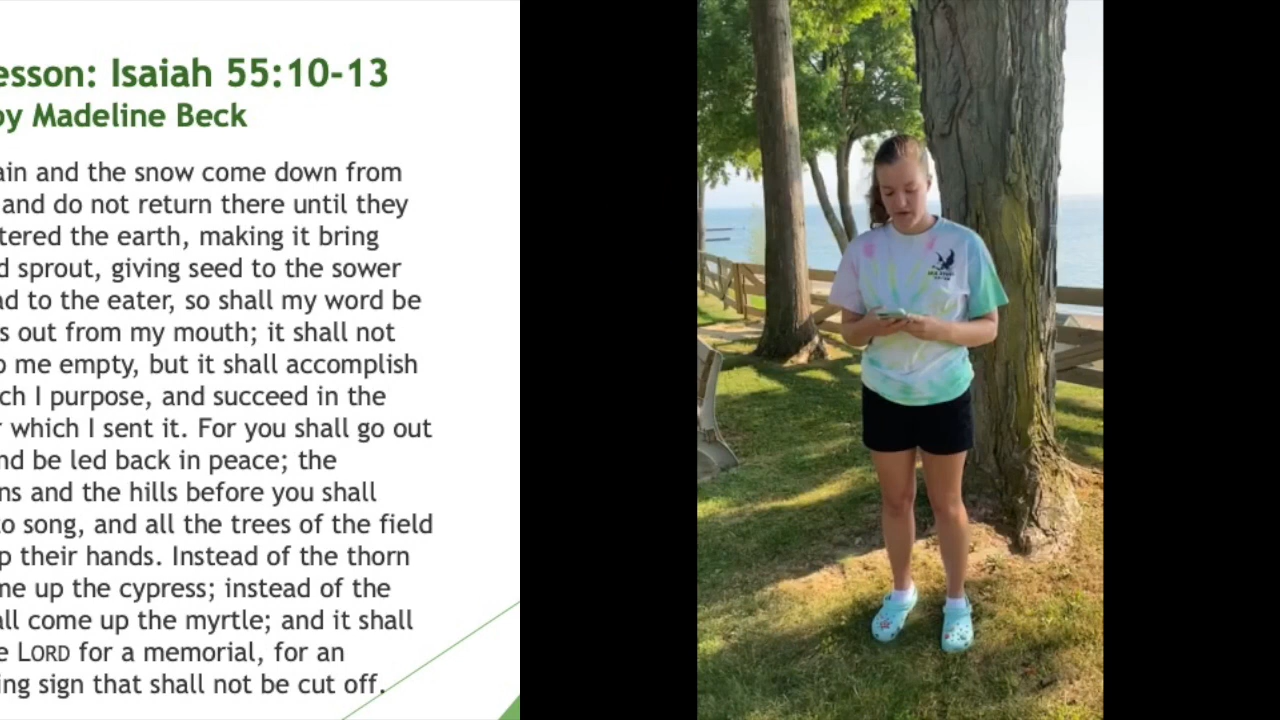 esson: Isaiah 55:10-13
by Madeline Beck
ain and the snow come down from
and do not return there until they
tered the earth, making it bring
d sprout, giving seed to the sower
ad to the eater, so shall my word be
s out from my mouth; it shall not
o me empty, but it shall accomplish
ch I purpose, and succeed in the
r which I sent it. For you shall go out
nd be led back in peace; the
ns and the hills before you shall
to song, and all the trees of the field
p their hands. Instead of the thorn
me up the cypress; instead of the
all come up the myrtle; and it shall
e LORD for a memorial, for an
ing sign that shall not be cut off.